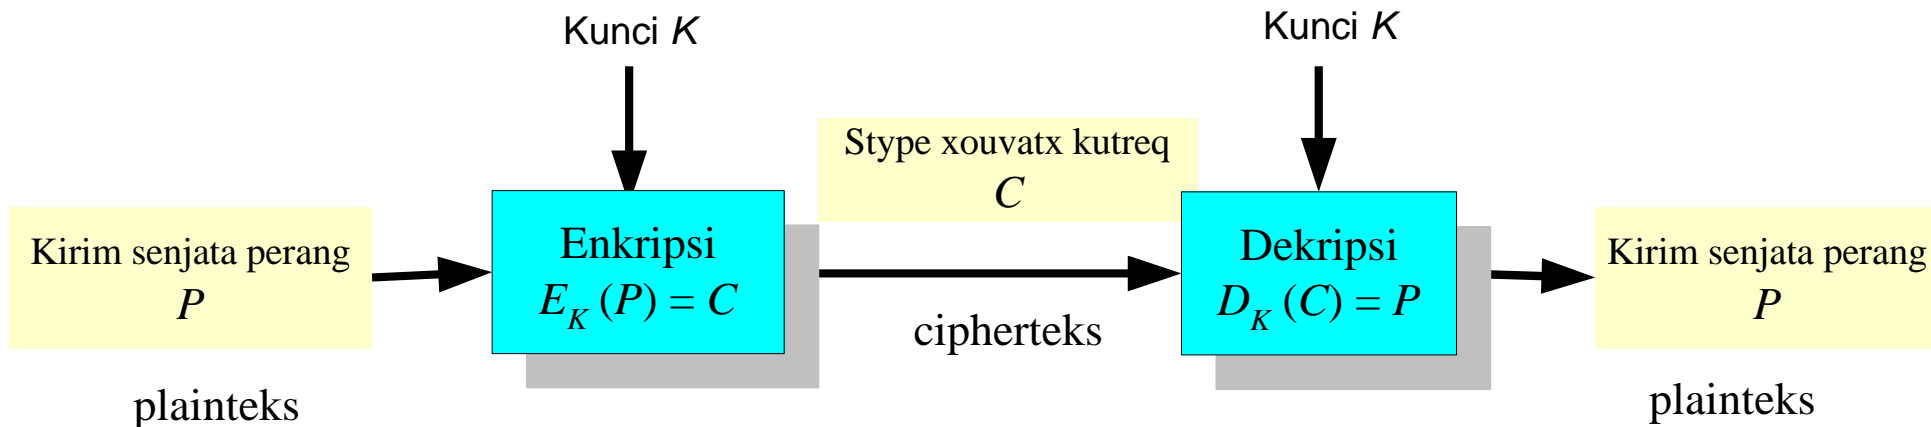 Kunci K
Kunci K
Stype xouvatx kutreq
C
Kirim senjata perang
P
Enkripsi
E_K (P) = C
Dekripsi
D_K (C) = P
Kirim senjata perang
P
cipherteks
plainteks
plainteks